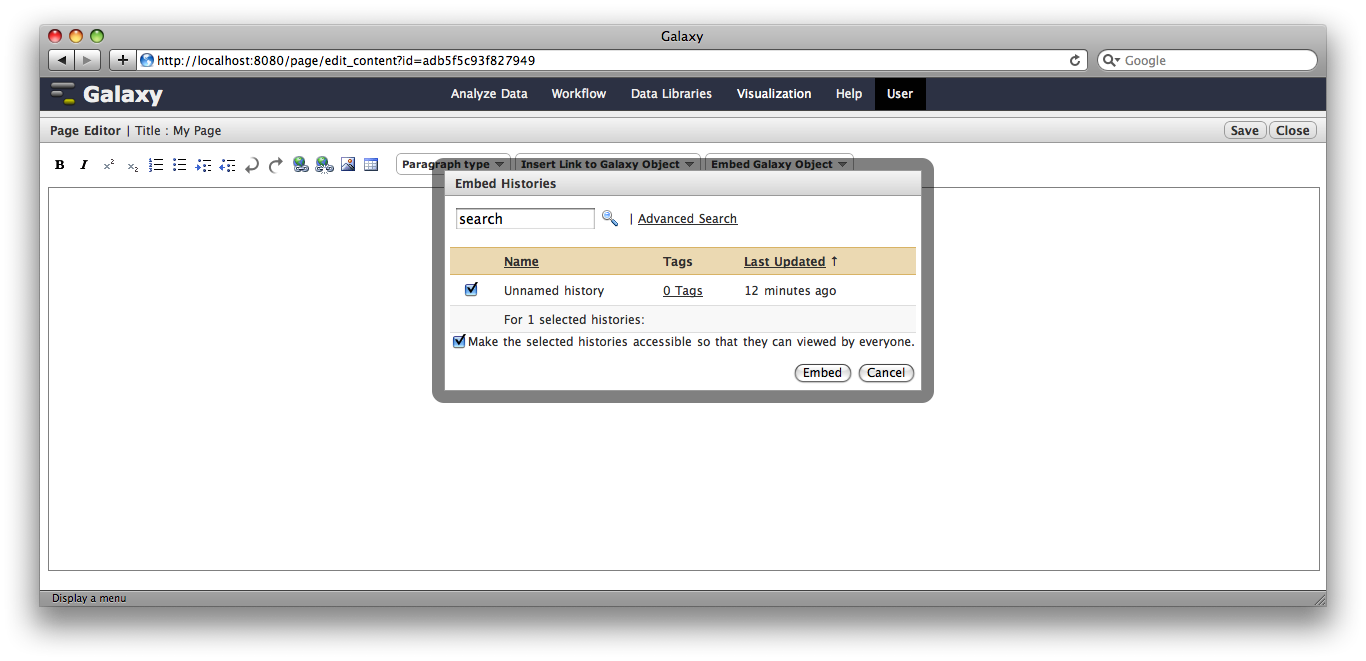 Galaxy
http://localhost:8080/page/edit_content?id=adb5f5c93f827949
Google
Galaxy
Analyze Data Workflow Data Libraries Visualization Help User
Page Editor | Title : My Page
Save Close
B I x2 x2
Paragraph type Insert Link to Galaxy Object Embed Galaxy Object
Embed Histories
search | Advanced Search
Name Tags Last Updated ↑
Unnamed history 0 Tags 12 minutes ago
For 1 selected histories:
Make the selected histories accessible so that they can viewed by everyone.
Embed Cancel
Display a menu